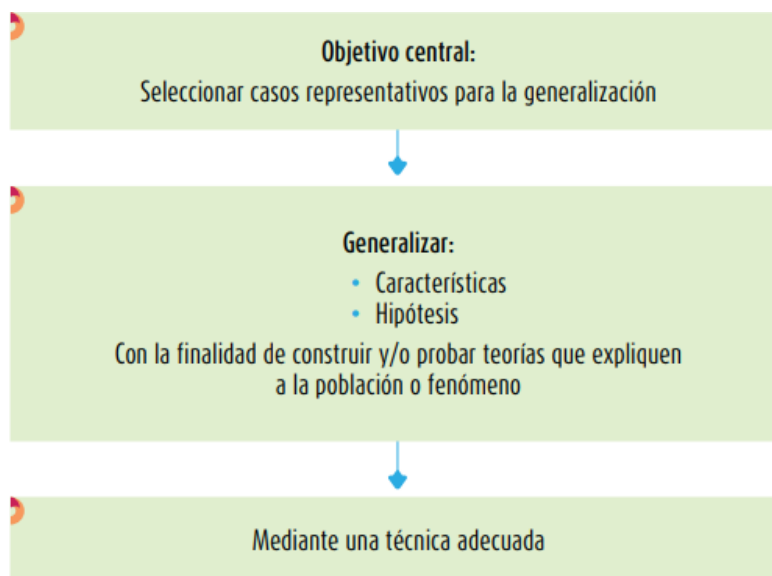 Objetivo central:
Seleccionar casos representativos para la generalización
Generalizar:
• Características
• Hipótesis
Con la finalidad de construir y/o probar teorías que expliquen
a la población o fenómeno
Mediante una técnica adecuada